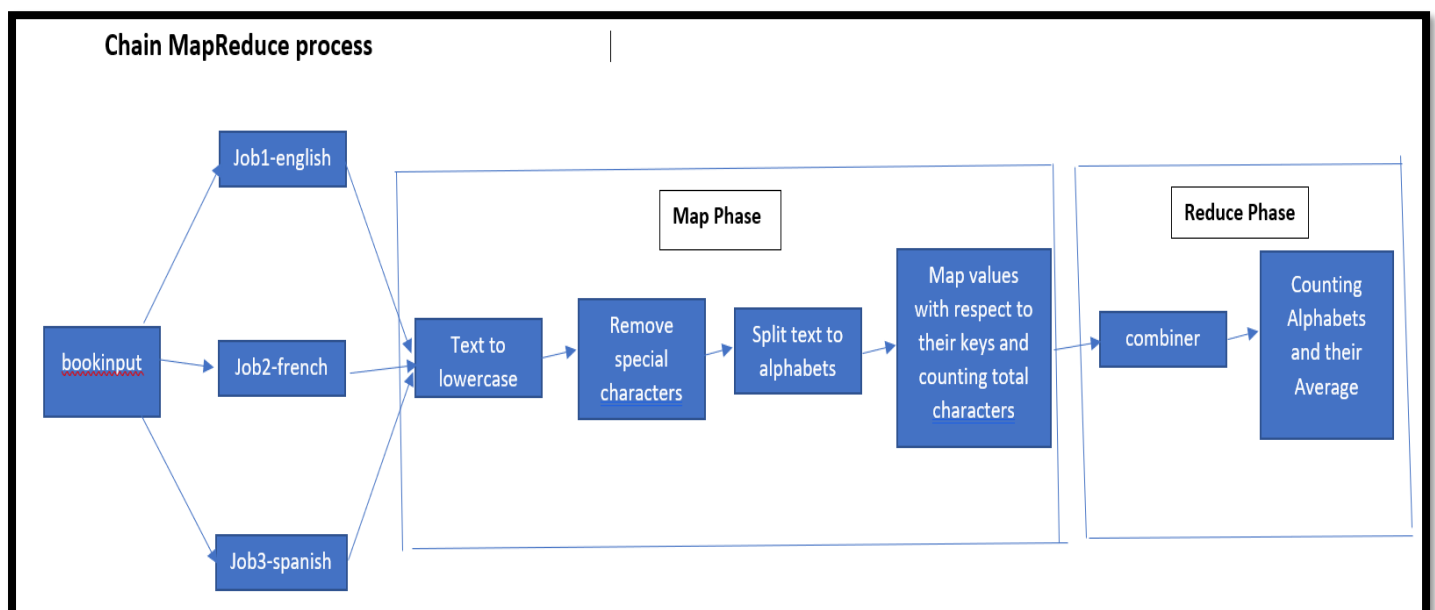 Chain MapReduce process
Job1-english
bookinput
Job2-french
Job3-spanish
Map Phase
Text to
lowercase
Remove
special
characters
Split text to
alphabets
Map values
with respect to
their keys and
counting total
characters
Reduce Phase
combiner
Counting
Alphabets
and their
Average